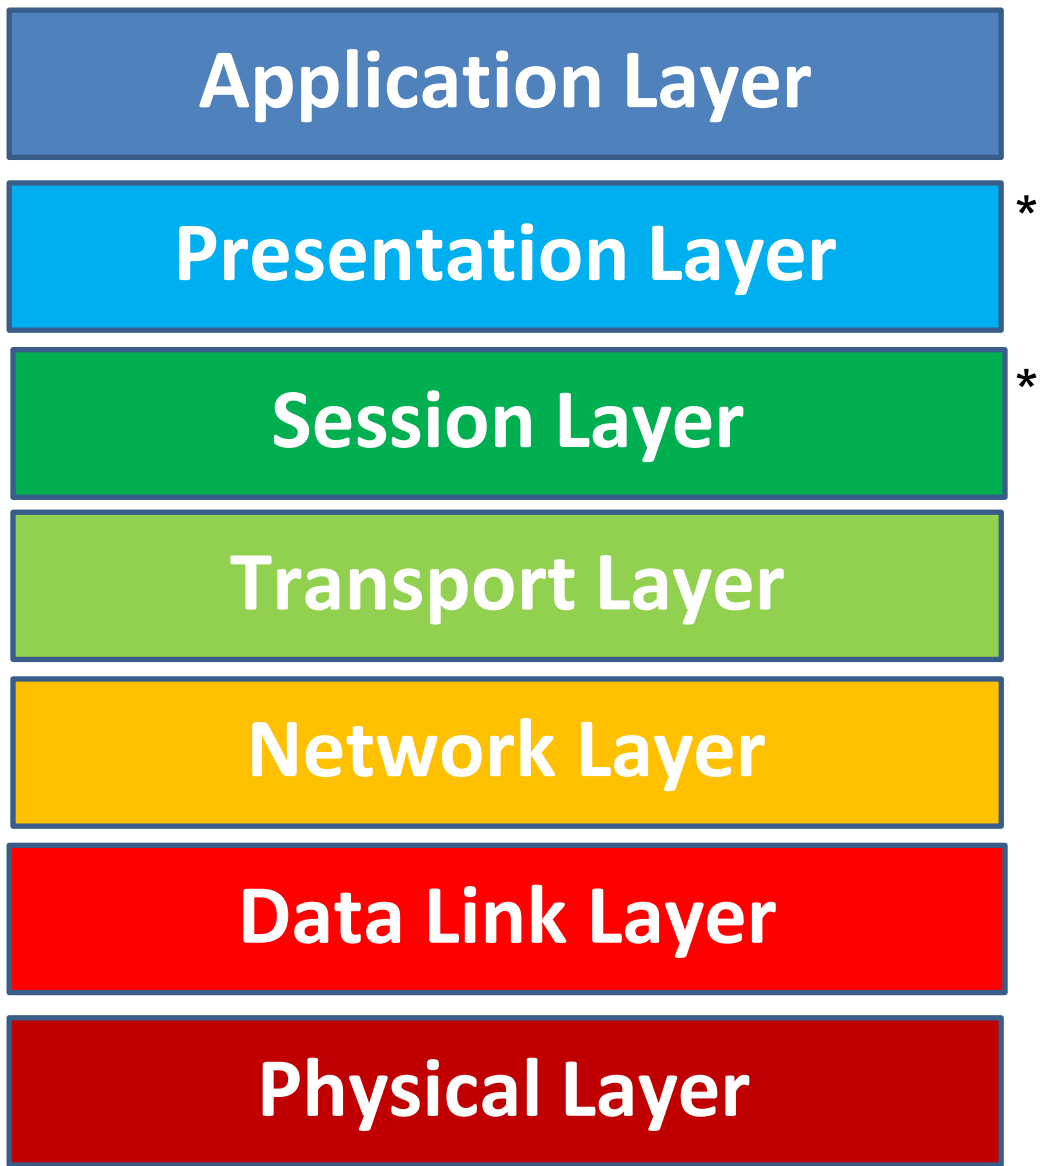 Application Layer
Presentation Layer *
Session Layer *
Transport Layer
Network Layer
Data Link Layer
Physical Layer